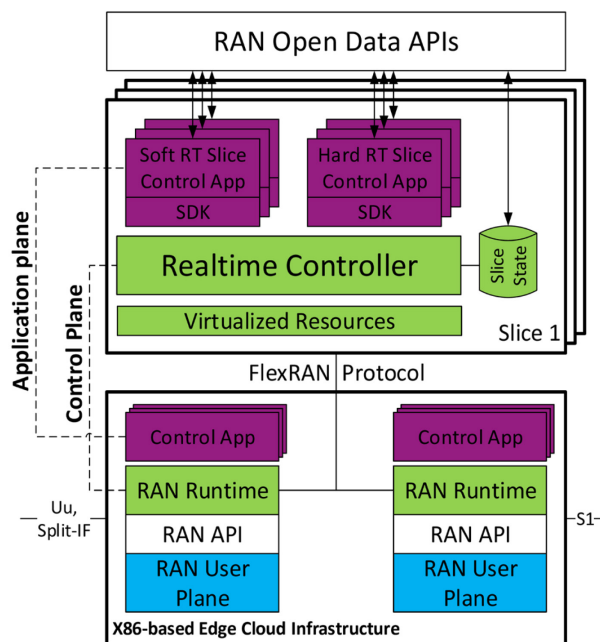 RAN Open Data APIs
Soft RT Slice
Control App
SDK
Hard RT Slice
Control App
SDK
Realtime Controller
Slice
State
Virtualized Resources
Slice 1
Application plane
Control Plane
FlexRAN Protocol
Control App
Control App
RAN Runtime
RAN Runtime
Uu,
Split-IF
S1
RAN API
RAN API
RAN User
Plane
RAN User
Plane
X86-based Edge Cloud Infrastructure